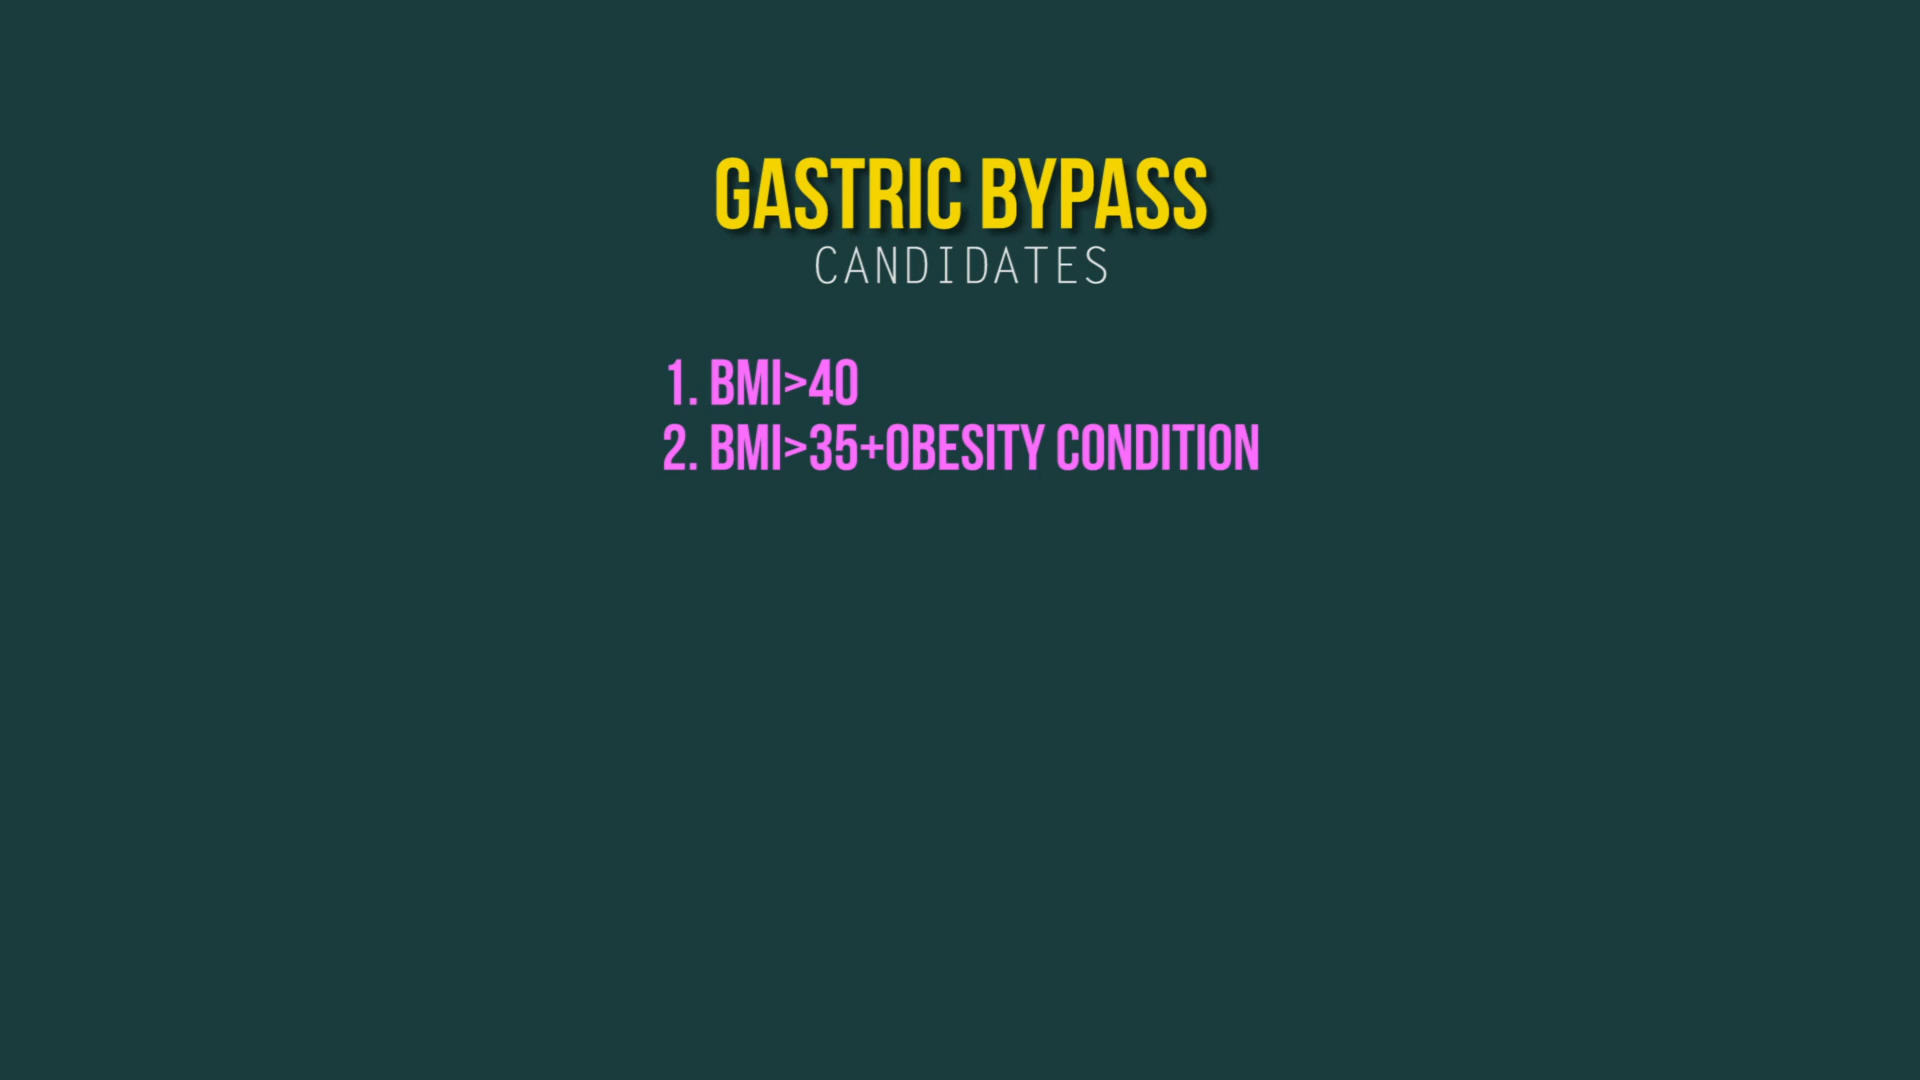 GASTRIC BYPASS
CANDIDATES
1. BMI>40
2. BMI>35+OBESITY CONDITION